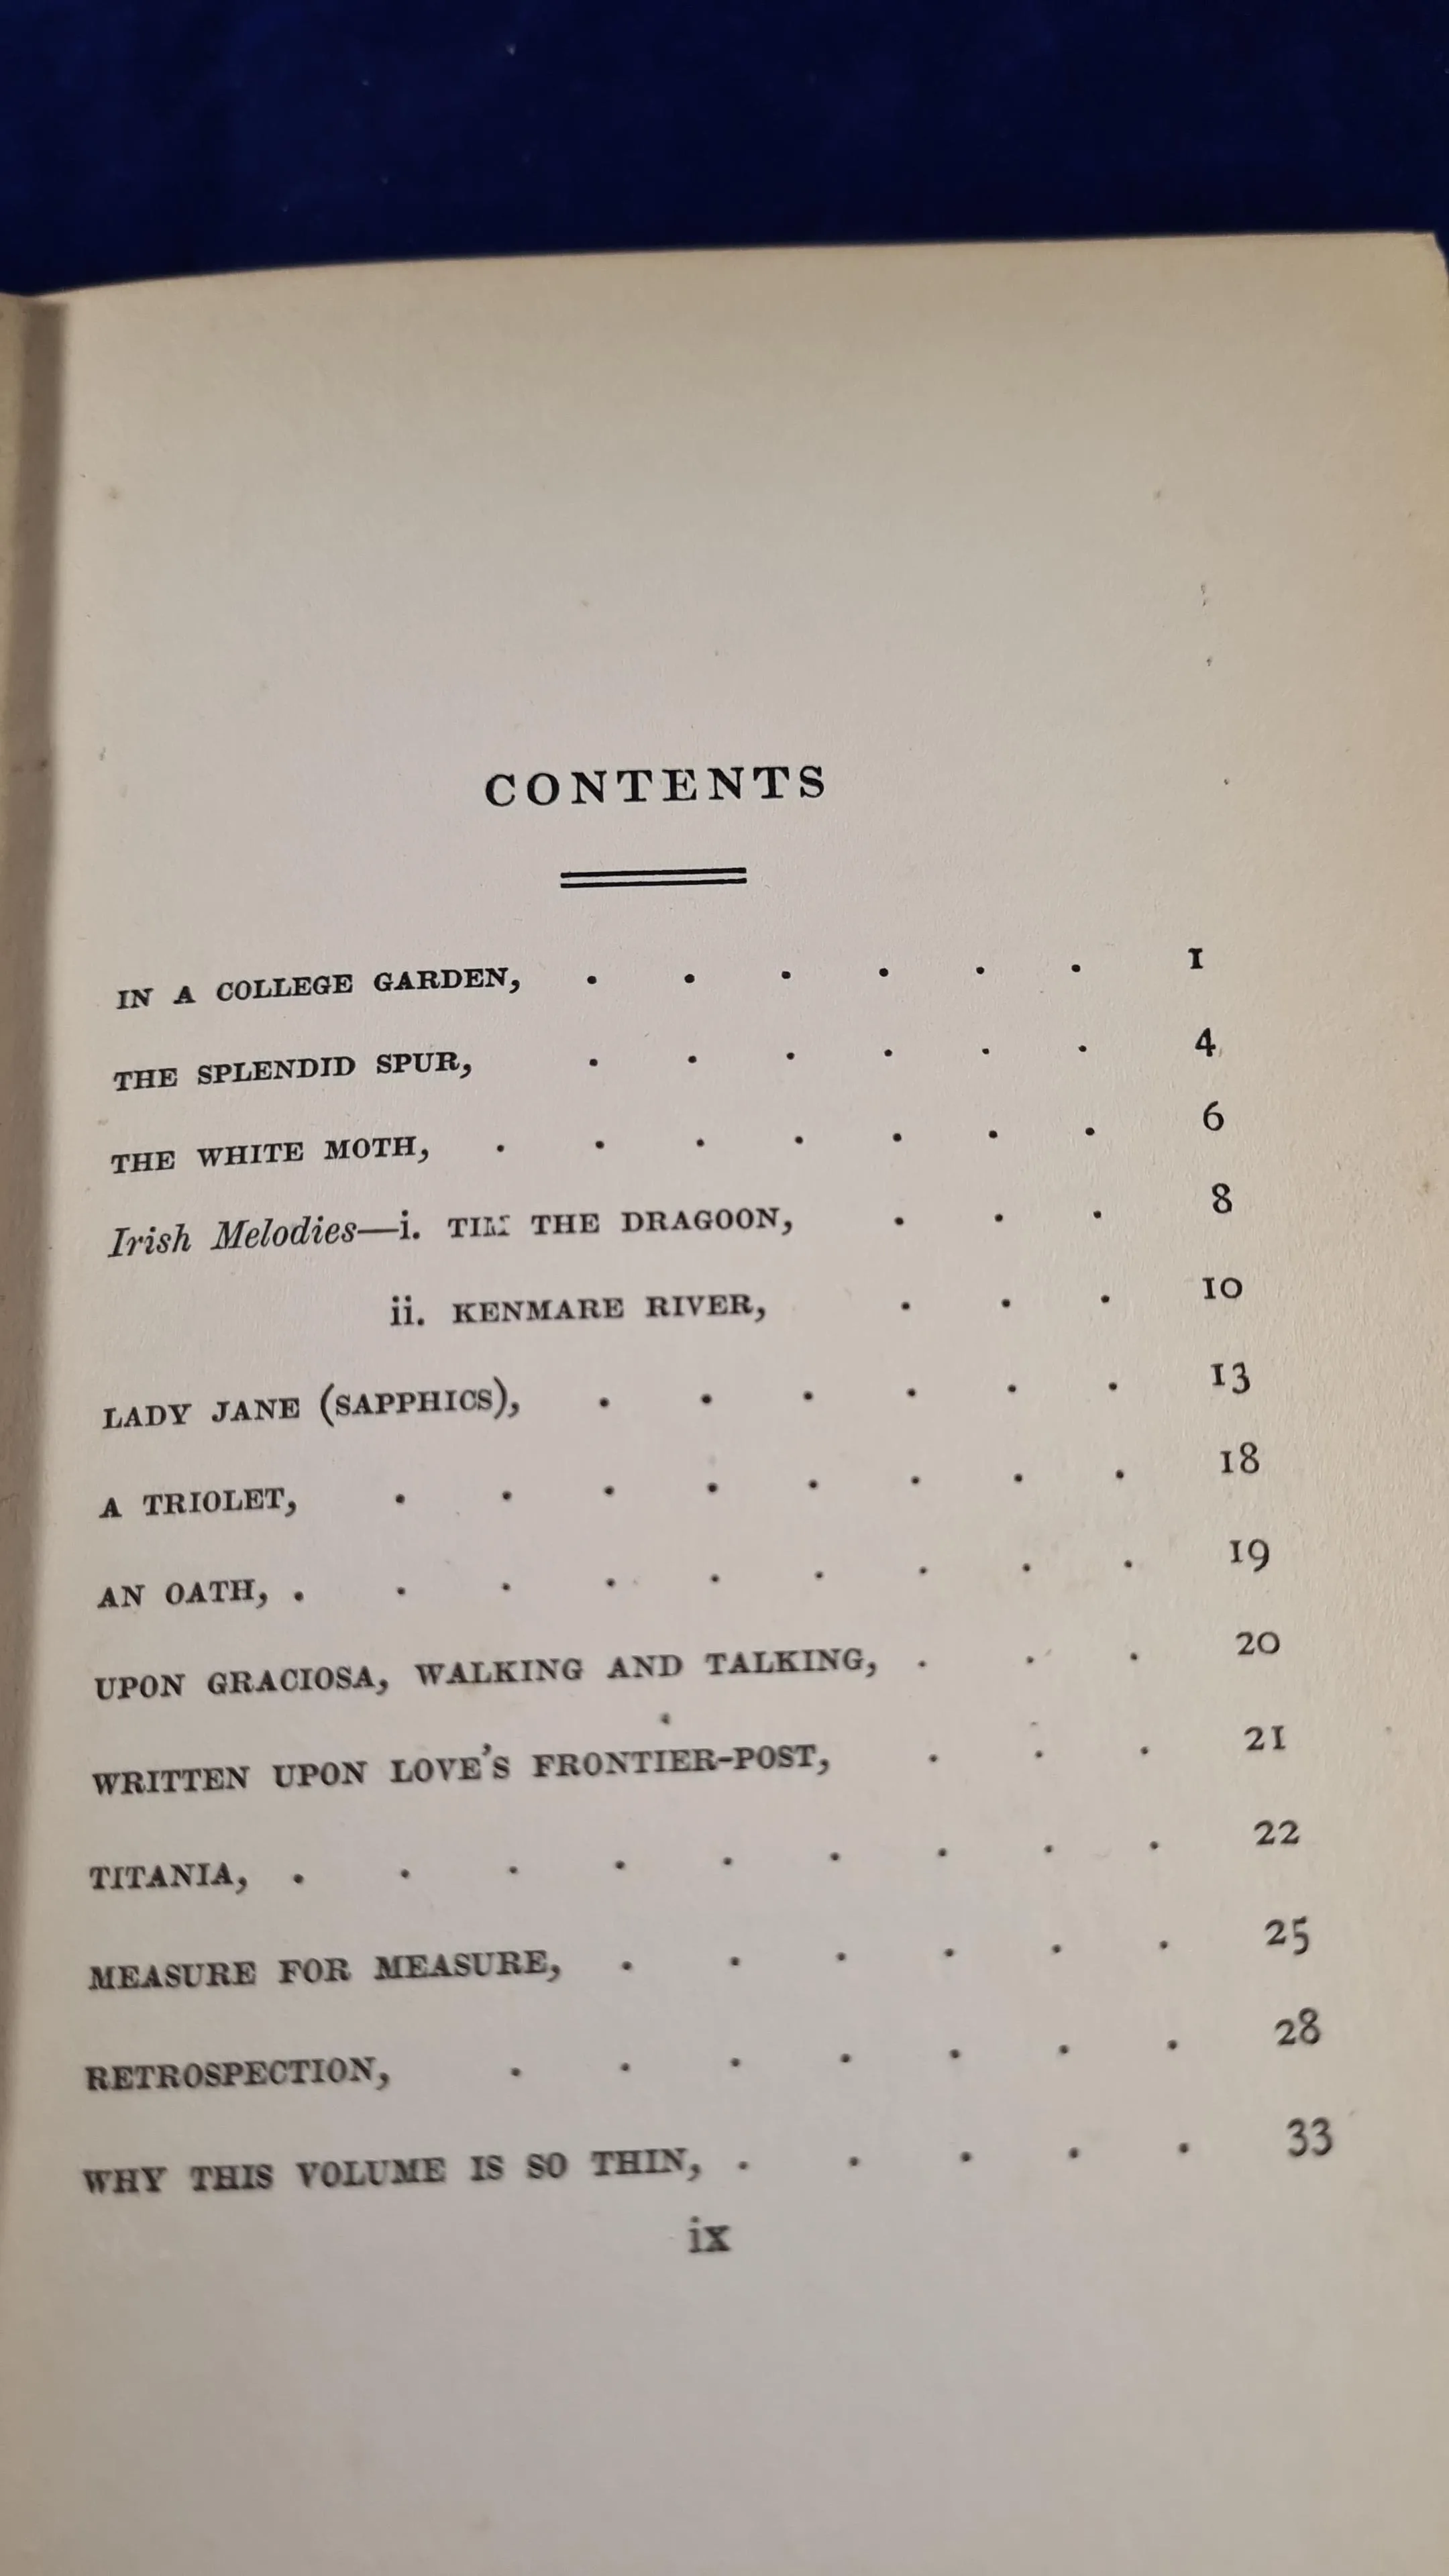 CONTENTS
IN A COLLEGE GARDEN, . . . . . . 1
THE SPLENDID SPUR, . . . . . . 4
THE WHITE MOTH, . . . . . . . 6
Irish Melodies—i. TIM THE DRAGOON, . . . 8
ii. KENMARE RIVER, . . . 10
LADY JANE (SAPPHICS), . . . . . . 13
A TRIOLET, . . . . . . . . 18
AN OATH, . . . . . . . . . 19
UPON GRACIOSA, WALKING AND TALKING, . . . 20
WRITTEN UPON LOVE'S FRONTIER-POST, . . . 21
TITANIA, . . . . . . . . . 22
MEASURE FOR MEASURE, . . . . . . 25
RETROSPECTION, . . . . . . . 28
WHY THIS VOLUME IS SO THIN, . . . . . 33
ix